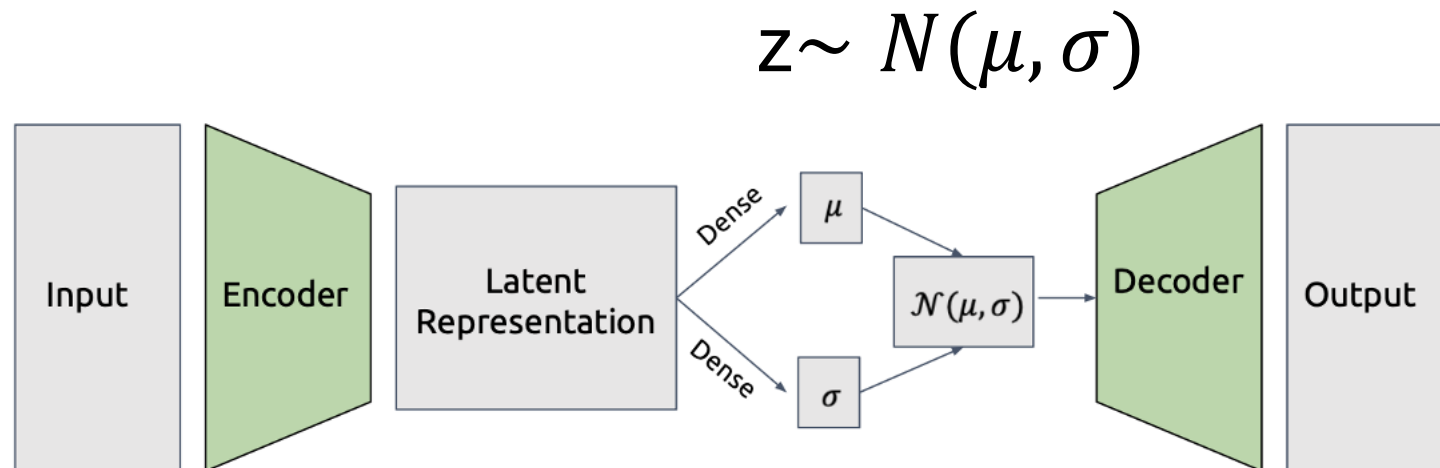 z~ N(μ, σ)
Input
Encoder
Latent
Representation
Dense
Dense
μ
σ
𝒩(μ, σ)
Decoder
Output